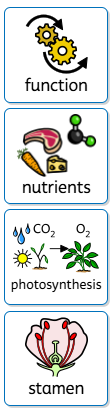 function
nutrients
CO₂ O₂
photosynthesis
stamen